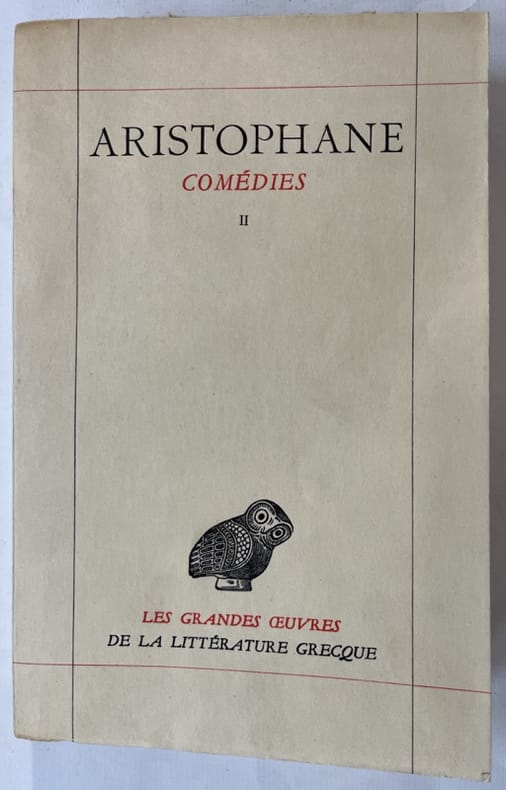 ARISTOPHANE
COMÉDIES
II
LES GRANDES ŒUVRES
DE LA LITTÉRATURE GRECQUE